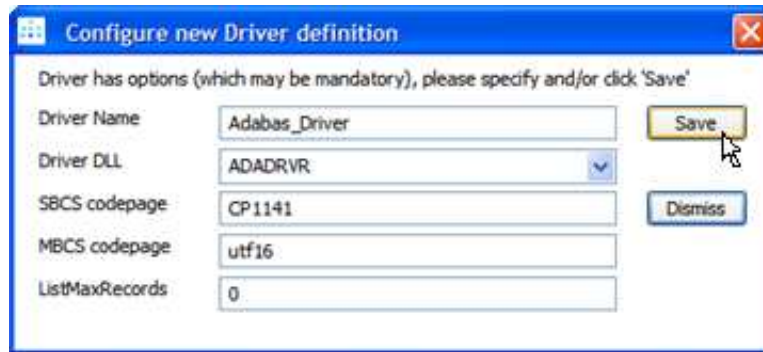 Configure new Driver definition
Driver has options (which may be mandatory), please specify and/or click 'Save'
Driver Name Adabas_Driver Save
Driver DLL ADADRVR
SBCS codepage CP1141 Dismiss
MBCS codepage utf16
ListMaxRecords 0